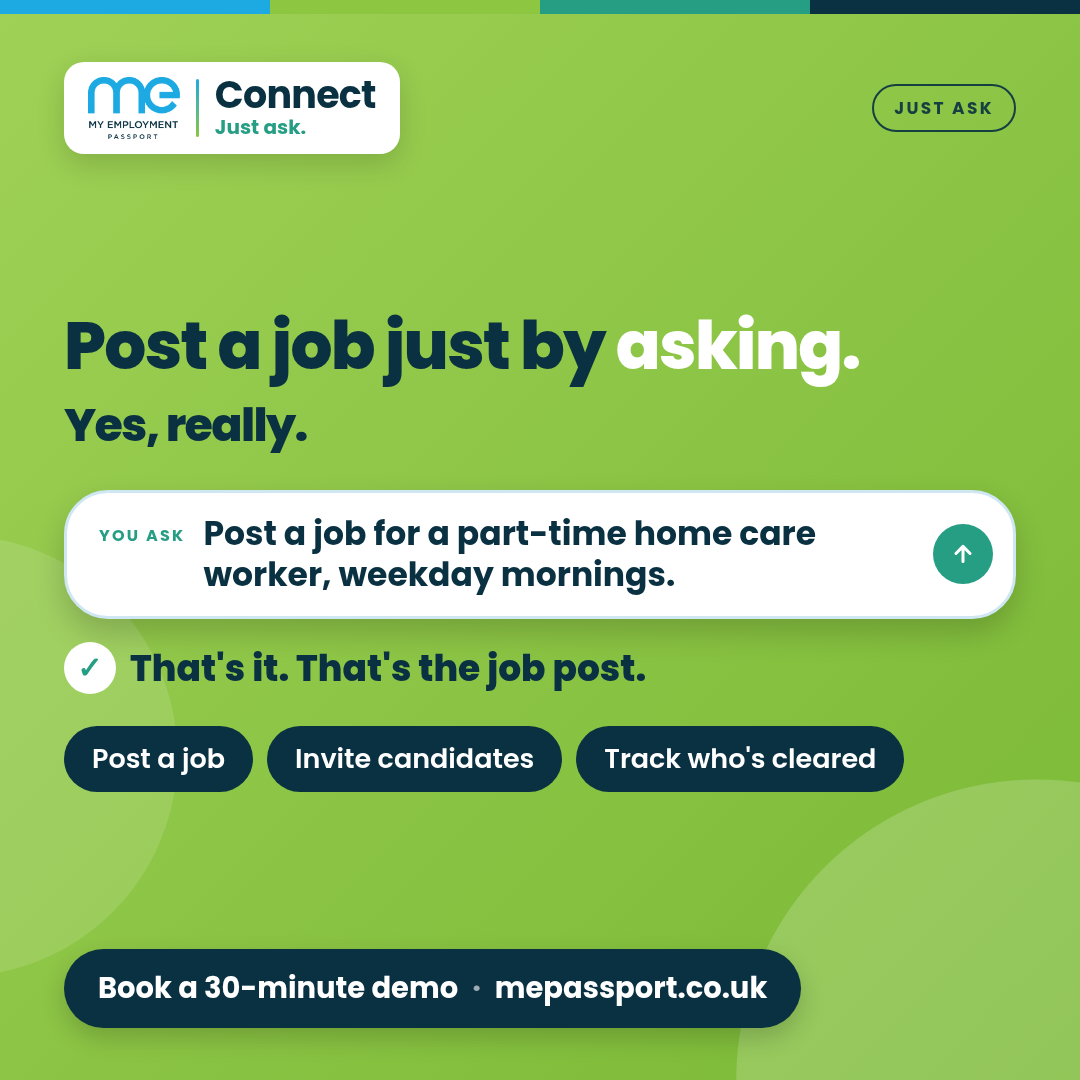 me
MY EMPLOYMENT
PASSPORT
Connect
Just ask.
JUST ASK
Post a job just by asking.
Yes, really.
YOU ASK
Post a job for a part-time home care
worker, weekday mornings.
✓ That's it. That's the job post.
Post a job
Invite candidates
Track who's cleared
Book a 30-minute demo • mepassport.co.uk